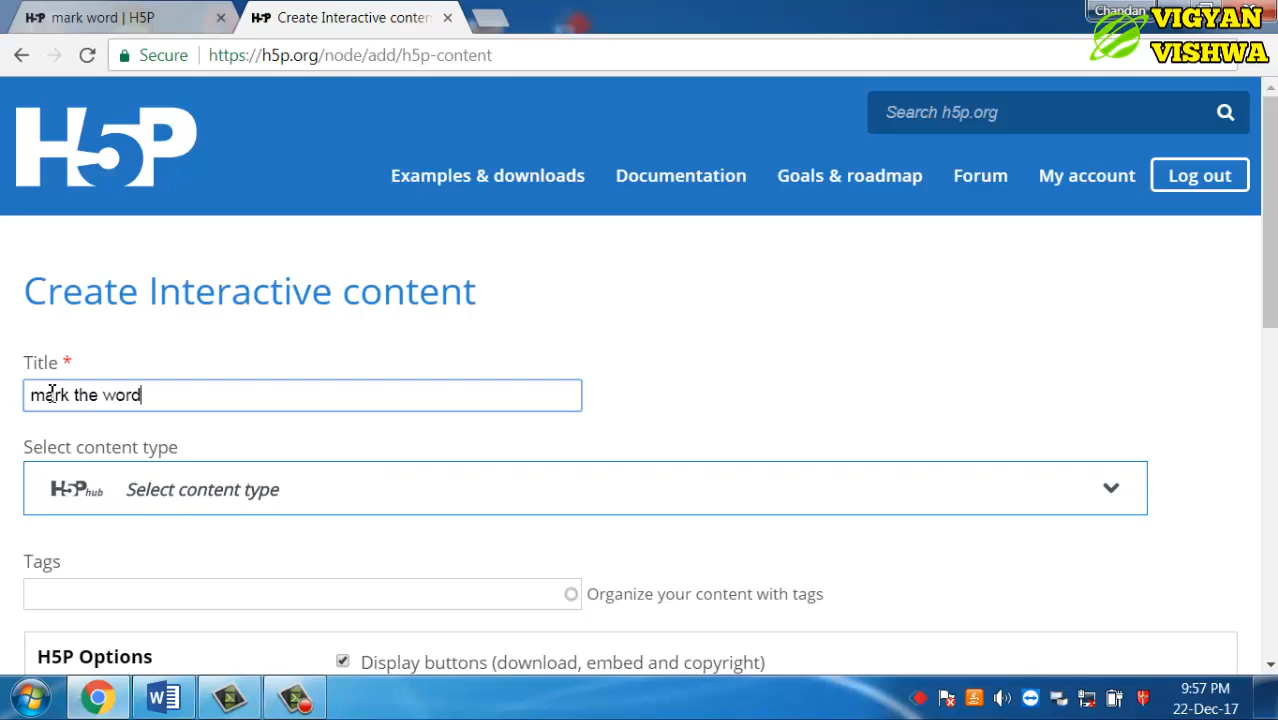 mark word | H5P
Create Interactive conten
Chandan
VIGYAN
VISHWA
Secure
https://h5p.org/node/add/h5p-content
H5P
Search h5p.org
Examples & downloads
Documentation
Goals & roadmap
Forum
My account
Log out
Create Interactive content
Title *
mark the word
Select content type
H5P hub Select content type
Tags
Organize your content with tags
H5P Options
Display buttons (download, embed and copyright)
9:57 PM
22-Dec-17